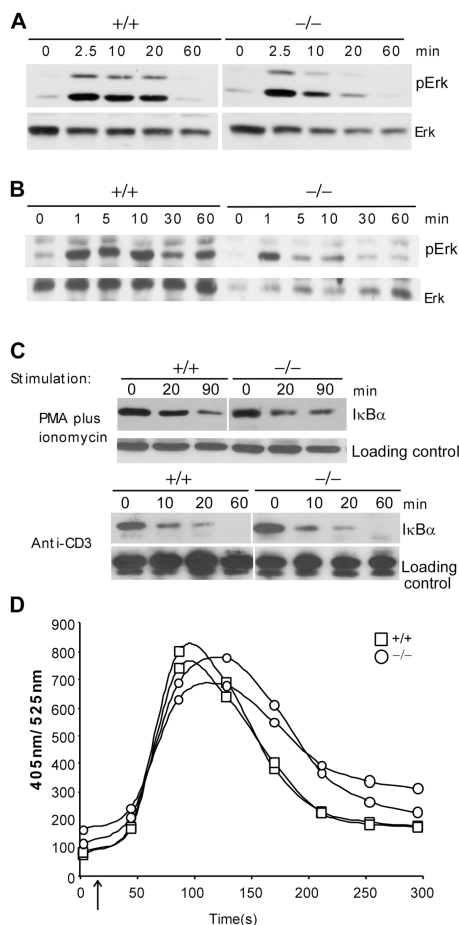 A
+/+ −/−
0 2.5 10 20 60 0 2.5 10 20 60 min
pErk
Erk
B
+/+ −/−
0 1 5 10 30 60 0 1 5 10 30 60 min
pErk
Erk
C
+/+ −/−
Stimulation: 0 20 90 0 20 90 min
PMA plus
ionomycin
IκBα
Loading control
+/+ −/−
0 10 20 60 0 10 20 60 min
Anti-CD3
IκBα
Loading
control
D
900
800
700
600
500
400
300
200
100
0
405nm/ 525nm
+/+
−/−
0 50 100 150 200 250 300
Time(s)